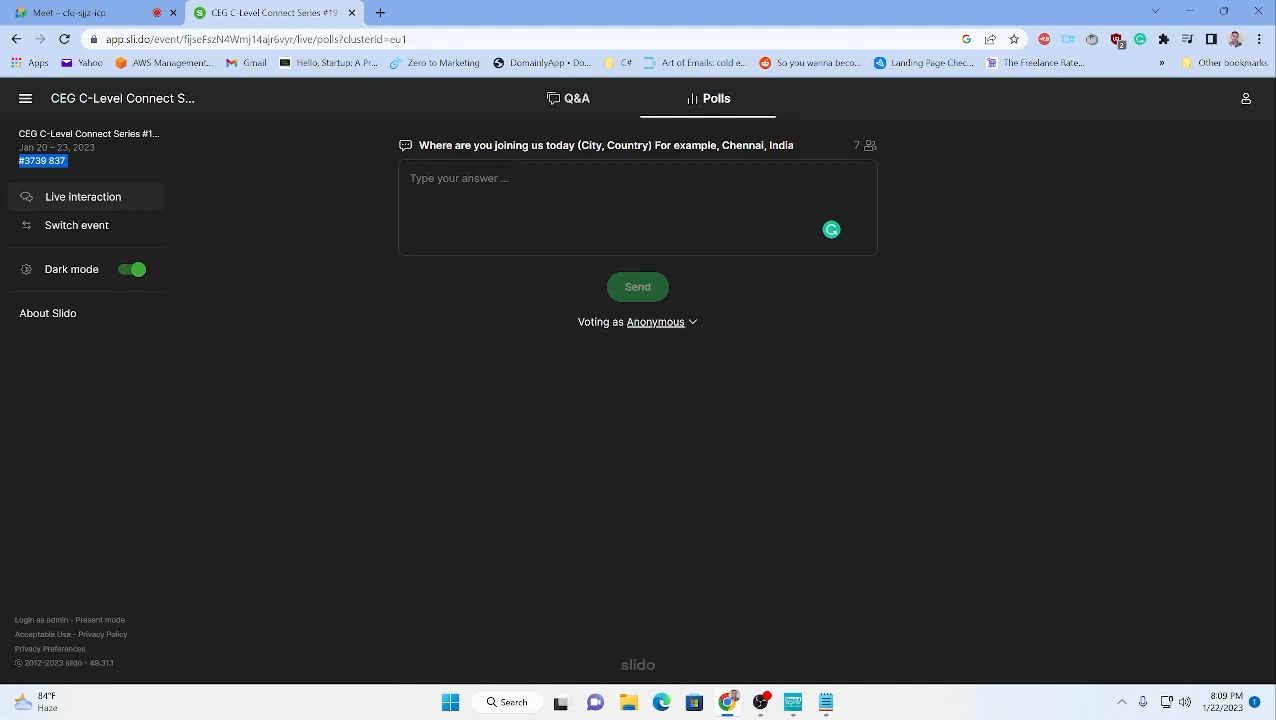 Meet – cfq-sjjz-icp
CEG C-Level Connect Series #19
app.sli.do/event/fijseFszN4Wmj14ajr6vyr/live/polls?clusterId=eu1
Apps
Yahoo
AWS Management...
Gmail
Hello, Startup: A Pr...
Zero to Marketing
DomainlyApp • Do...
C#
Art of Emails: cold e...
So you wanna beco...
Landing Page Chec...
The Freelance Rate...
Other bookmarks
CEG C-Level Connect S...
Q&A
Polls
CEG C-Level Connect Series #1...
Jan 20 – 23, 2023
#3739 837
Live interaction
Switch event
Dark mode
About Slido
Where are you joining us today (City, Country) For example, Chennai, India
7
Type your answer ...
Send
Voting as Anonymous
Login as admin - Present mode
Acceptable Use - Privacy Policy
Privacy Preferences
© 2012-2023 slido - 49.31.1
slido
84°F
Haze
Search
8:09 PM
1/22/2023
1